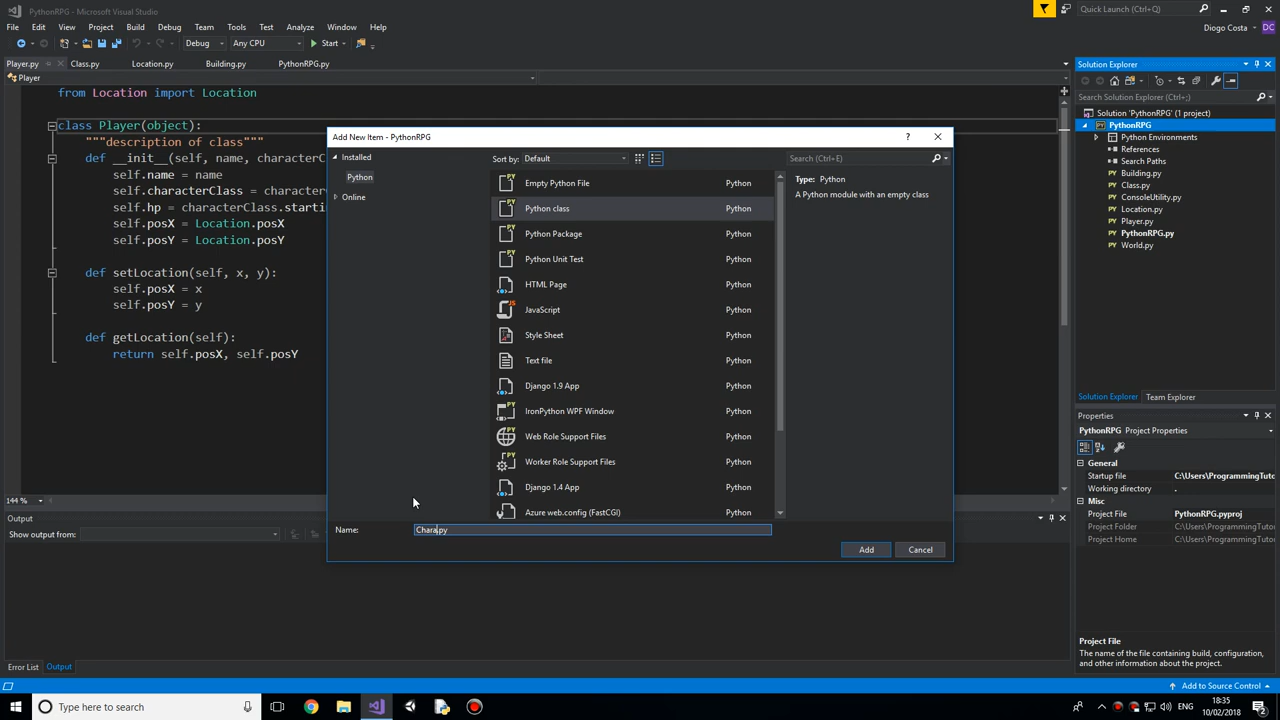 PythonRPG - Microsoft Visual Studio
Quick Launch (Ctrl+Q)
File Edit View Project Build Debug Team Tools Test Analyze Window Help
Diogo Costa DC
Debug Any CPU Start
Player.py Class.py Location.py Building.py PythonRPG.py
Player
from Location import Location
class Player(object):
"""description of class"""
def __init__(self, name, characterC
self.name = name
self.characterClass = character
self.hp = characterClass.starti
self.posX = Location.posX
self.posY = Location.posY
def setLocation(self, x, y):
self.posX = x
self.posY = y
def getLocation(self):
return self.posX, self.posY
144 %
Add New Item - PythonRPG
? 
Installed
Python
Online
Sort by: Default
Search (Ctrl+E)
Empty Python File Python
Python class Python
Python Package Python
Python Unit Test Python
HTML Page Python
JavaScript Python
Style Sheet Python
Text file Python
Django 1.9 App Python
IronPython WPF Window Python
Web Role Support Files Python
Worker Role Support Files Python
Django 1.4 App Python
Azure web.config (FastCGI) Python
Type: Python
A Python module with an empty class
Name: Chara.py
Add Cancel
Solution Explorer
Search Solution Explorer (Ctrl+;)
Solution 'PythonRPG' (1 project)
PythonRPG
Python Environments
References
Search Paths
Building.py
Class.py
ConsoleUtility.py
Location.py
Player.py
PythonRPG.py
World.py
Solution Explorer Team Explorer
Properties
PythonRPG Project Properties
General
Startup file C:\Users\ProgrammingTutor
Working directory .
Misc
Project File PythonRPG.pyproj
Project Folder C:\Users\ProgrammingTutor
Project Home C:\Users\ProgrammingTutor
Project File
The name of the file containing build, configuration,
and other information about the project.
Output
Show output from:
Error List Output
Add to Source Control
Type here to search
18:35
10/02/2018
2